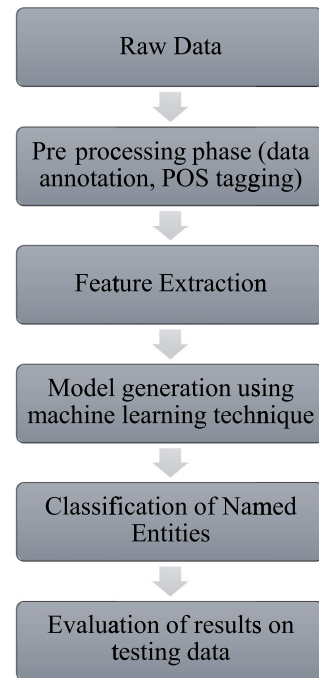 Raw Data
Pre processing phase (data
annotation, POS tagging)
Feature Extraction
Model generation using
machine learning technique
Classification of Named
Entities
Evaluation of results on
testing data